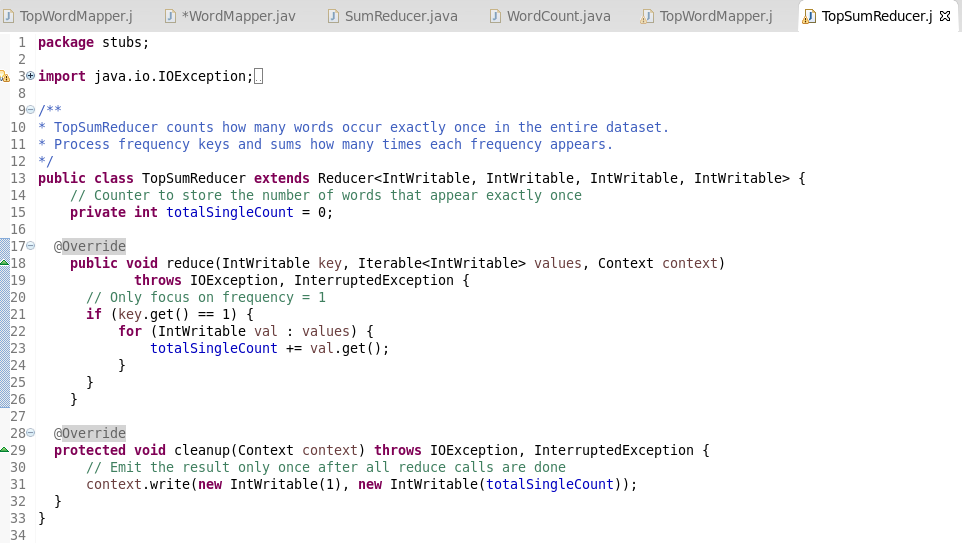 TopWordMapper.j *WordMapper.jav SumReducer.java WordCount.java TopWordMapper.j TopSumReducer.j
1 package stubs;
2
3 import java.io.IOException;
8
9 /**
10 * TopSumReducer counts how many words occur exactly once in the entire dataset.
11 * Process frequency keys and sums how many times each frequency appears.
12 */
13 public class TopSumReducer extends Reducer<IntWritable, IntWritable, IntWritable, IntWritable> {
14 // Counter to store the number of words that appear exactly once
15 private int totalSingleCount = 0;
16
17 @Override
18 public void reduce(IntWritable key, Iterable<IntWritable> values, Context context)
19 throws IOException, InterruptedException {
20 // Only focus on frequency = 1
21 if (key.get() == 1) {
22 for (IntWritable val : values) {
23 totalSingleCount += val.get();
24 }
25 }
26 }
27
28 @Override
29 protected void cleanup(Context context) throws IOException, InterruptedException {
30 // Emit the result only once after all reduce calls are done
31 context.write(new IntWritable(1), new IntWritable(totalSingleCount));
32 }
33 }
34